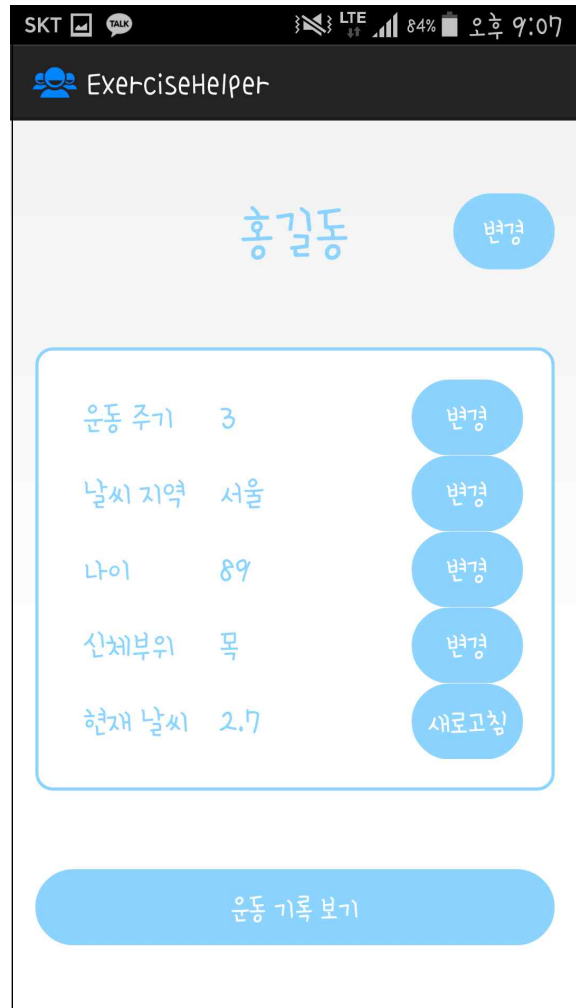 SKT TALK LTE 84% 오후 9:07
ExerciseHelper
홍길동 변경
운동 주기 3 변경
날씨 지역 서울 변경
나이 89 변경
신체부위 목 변경
현재 날씨 2.7 새로고침
운동 기록 보기